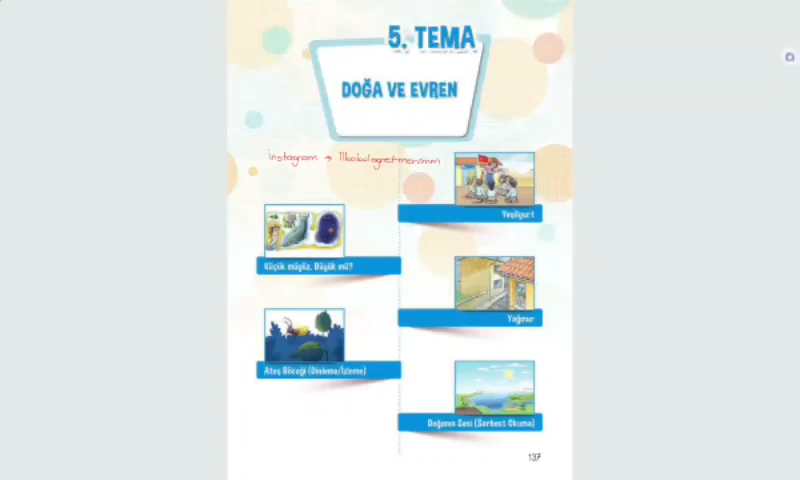 5. TEMA
DOĞA VE EVREN
instagram → ilkokulogretmenimm
Yeşilyurt
Küçük müyüz, Büyük mü?
Yağmur
Ateş Böceği (Dinleme/İzleme)
Doğanın Sesi (Serbest Okuma)
137